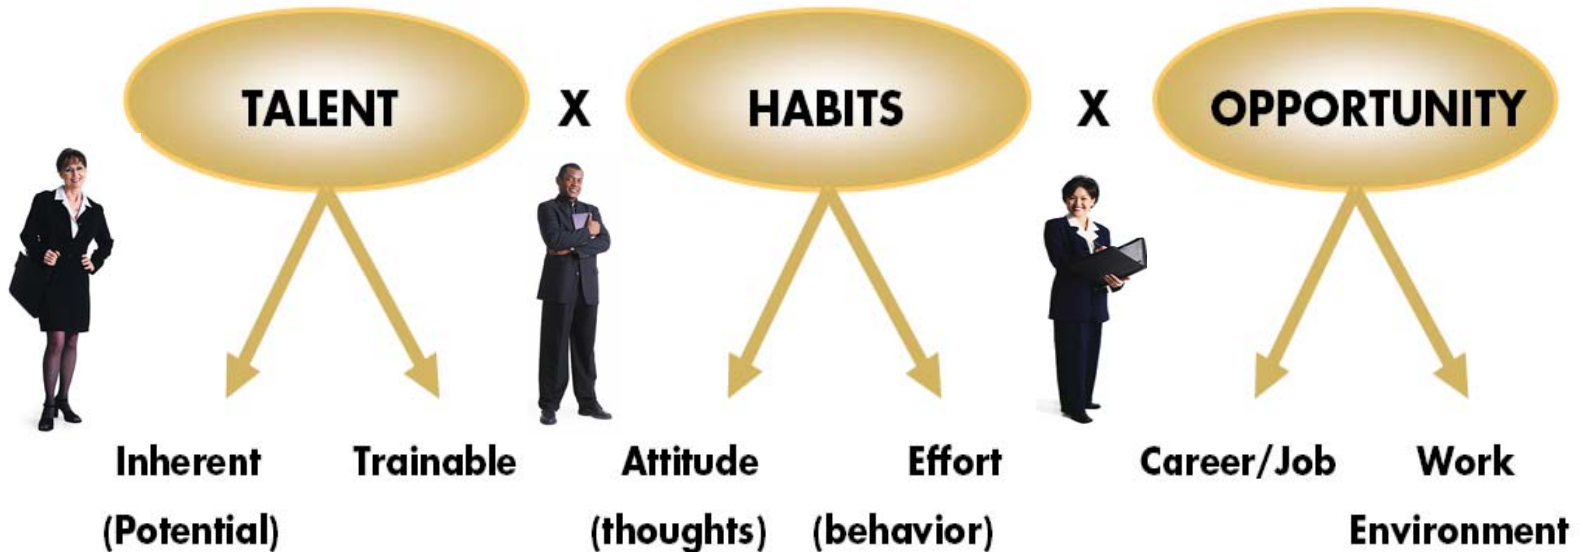 TALENT X HABITS X OPPORTUNITY
Inherent Trainable Attitude Effort Career/Job Work
(Potential) (thoughts) (behavior) Environment